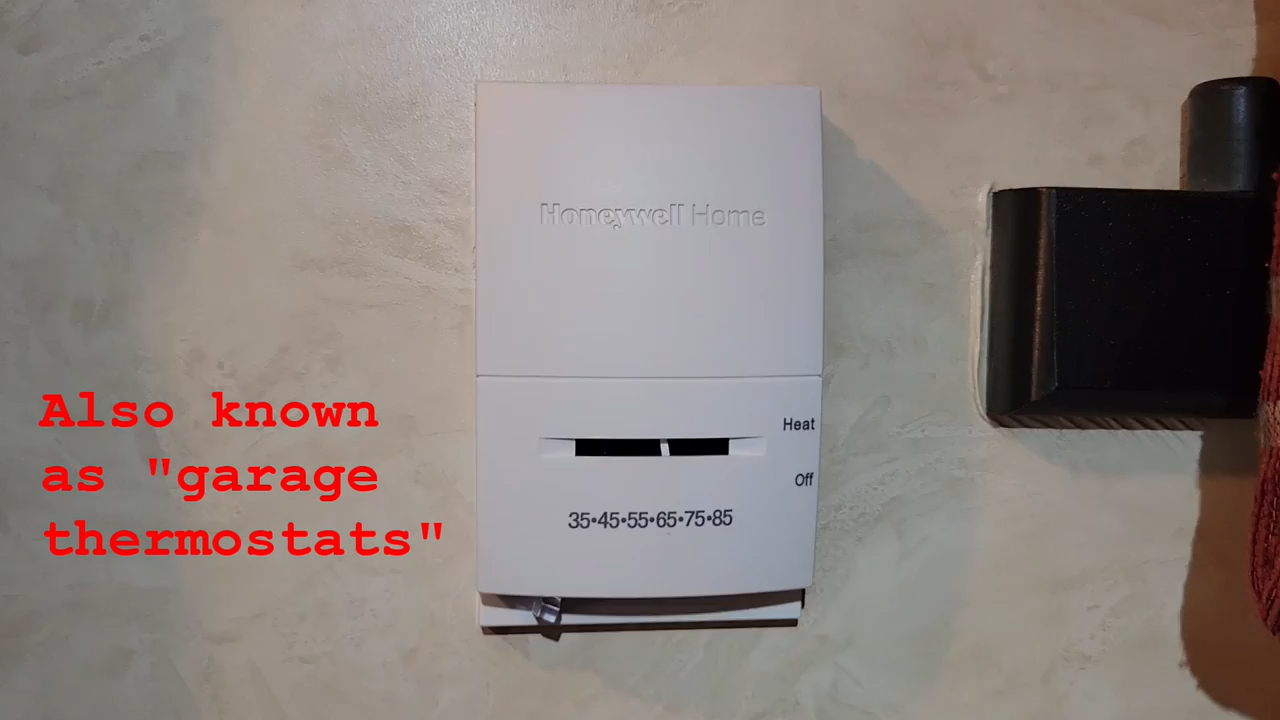 Honeywell Home
Also known
as "garage
thermostats"
Heat
Off
35•45•55•65•75•85